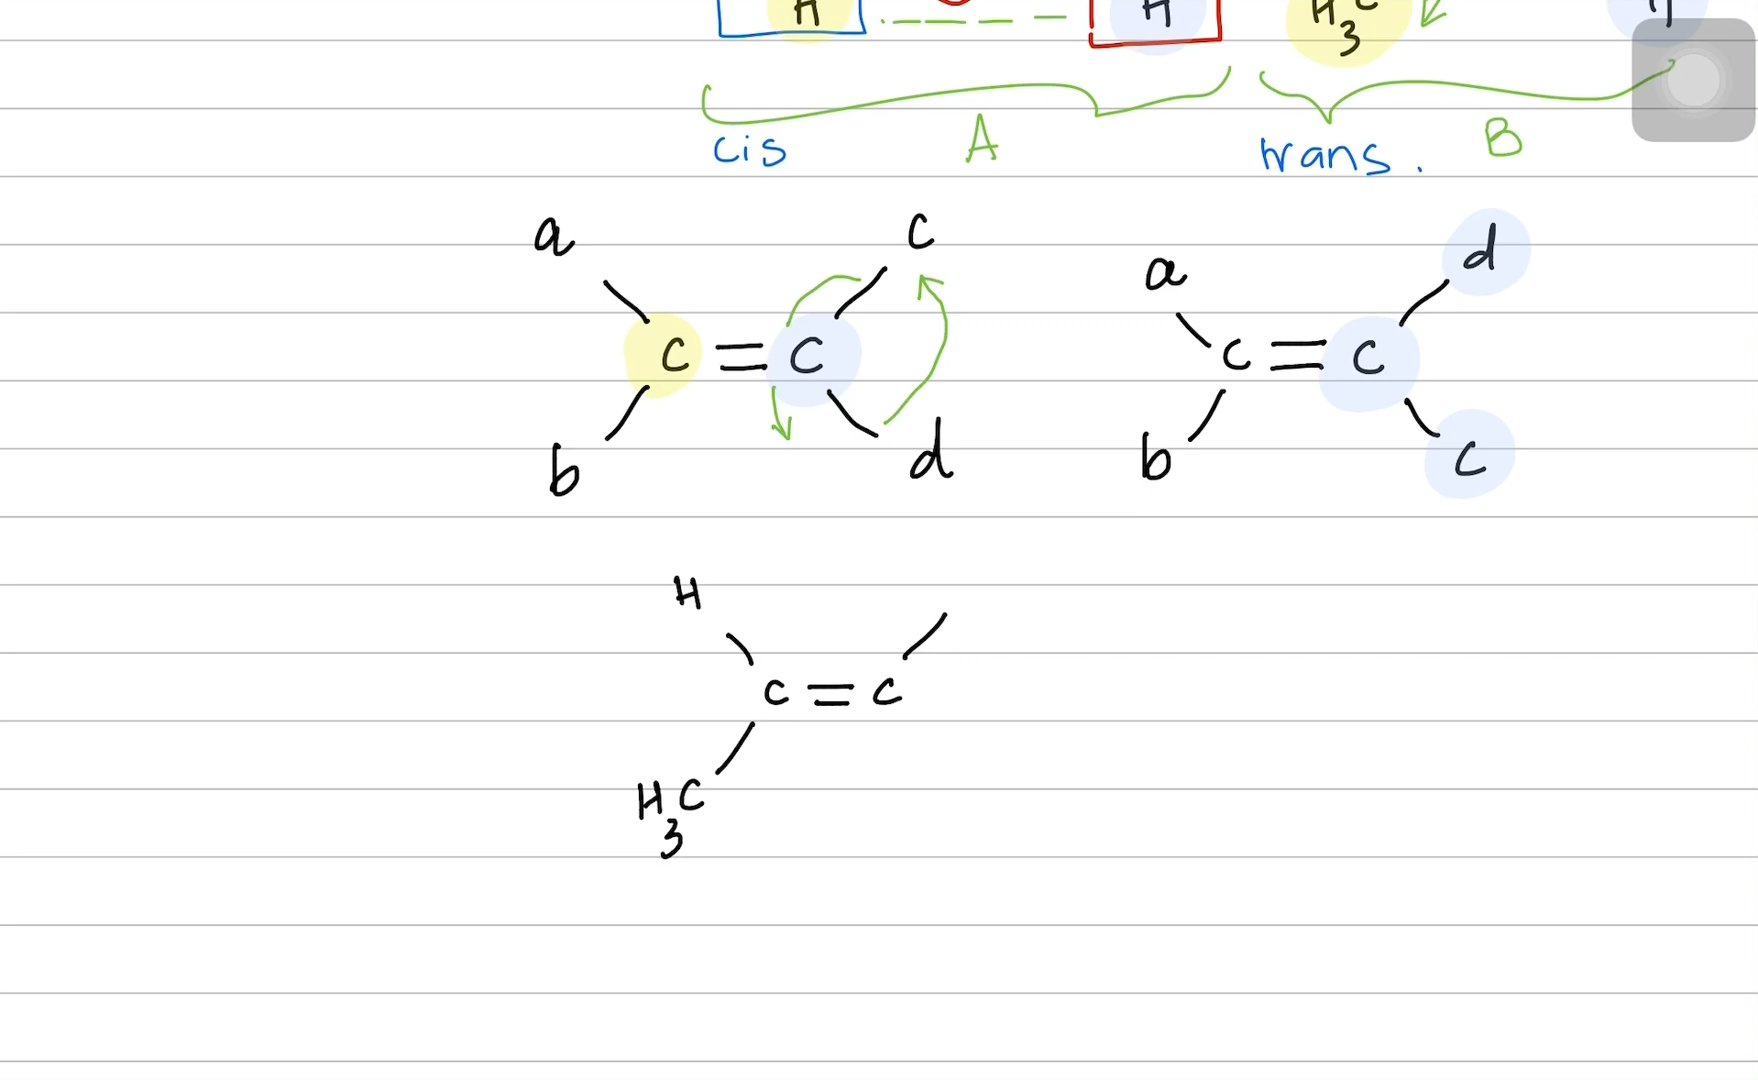 H H H3C H
cis A trans. B
a c a d
C = C C = C
b d b c
H
C = C
H3C